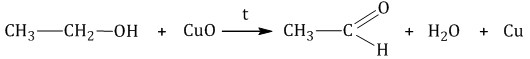 t
O
CH₃—CH₂—OH + CuO ⟶ CH₃—C + H₂O + Cu
H